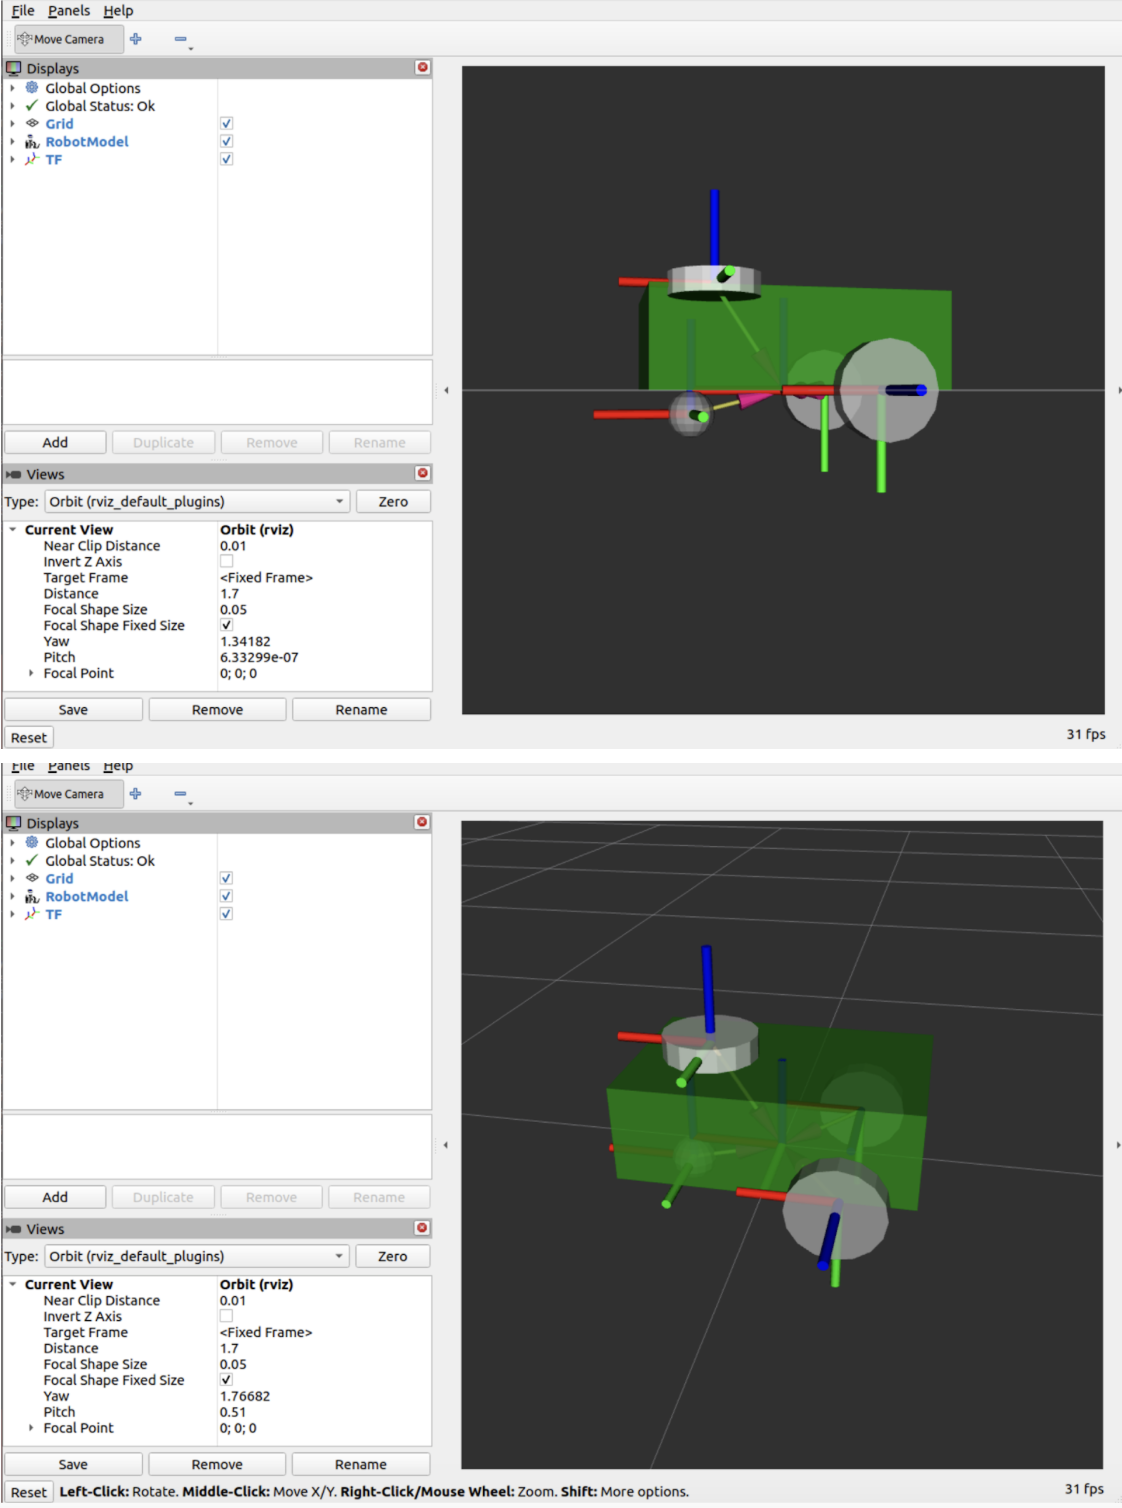 File Panels Help
Move Camera
Displays
Global Options
Global Status: Ok
Grid
RobotModel
TF
Add Duplicate Remove Rename
Views
Type: Orbit (rviz_default_plugins) Zero
Current View Orbit (rviz)
Near Clip Distance 0.01
Invert Z Axis
Target Frame <Fixed Frame>
Distance 1.7
Focal Shape Size 0.05
Focal Shape Fixed Size
Yaw 1.34182
Pitch 6.33299e-07
Focal Point 0; 0; 0
Save Remove Rename
Reset 31 fps
File Panels Help
Move Camera
Displays
Global Options
Global Status: Ok
Grid
RobotModel
TF
Add Duplicate Remove Rename
Views
Type: Orbit (rviz_default_plugins) Zero
Current View Orbit (rviz)
Near Clip Distance 0.01
Invert Z Axis
Target Frame <Fixed Frame>
Distance 1.7
Focal Shape Size 0.05
Focal Shape Fixed Size
Yaw 1.76682
Pitch 0.51
Focal Point 0; 0; 0
Save Remove Rename
Reset Left-Click: Rotate. Middle-Click: Move X/Y. Right-Click/Mouse Wheel: Zoom. Shift: More options. 31 fps